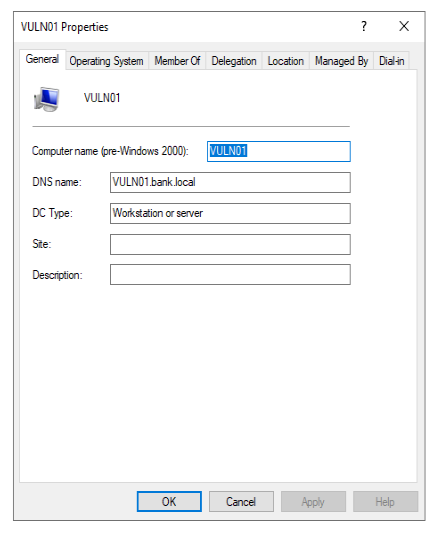 VULN01 Properties ? X
General Operating System Member Of Delegation Location Managed By Dial-in
VULN01
Computer name (pre-Windows 2000): VULN01
DNS name: VULN01.bank.local
DC Type: Workstation or server
Site:
Description:
OK Cancel Apply Help